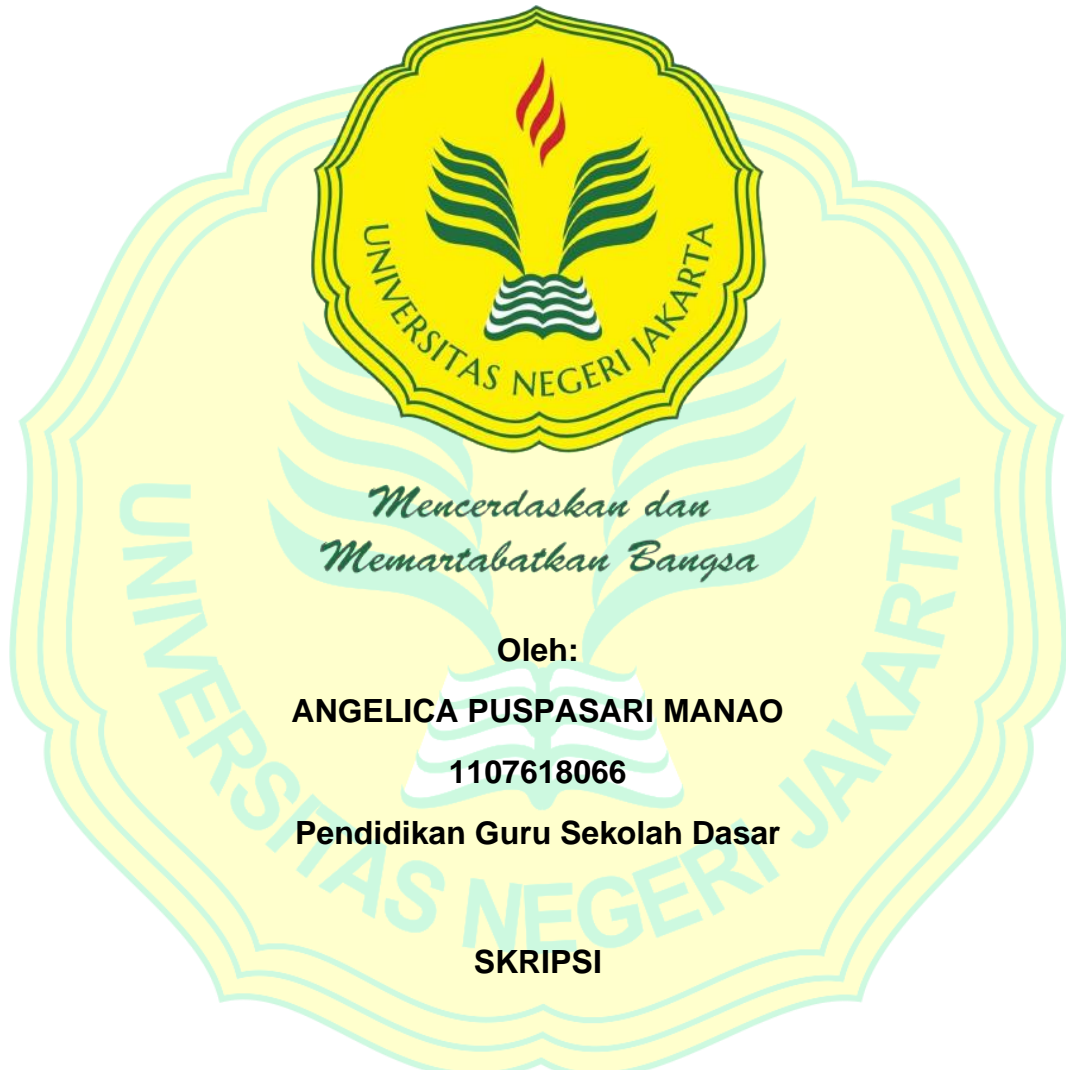 UNIVERSITAS NEGERI JAKARTA
Mencerdaskan dan
Memartabatkan Bangsa
Oleh:
ANGELICA PUSPASARI MANAO
1107618066
Pendidikan Guru Sekolah Dasar
SKRIPSI
UNIVERSITAS NEGERI JAKARTA